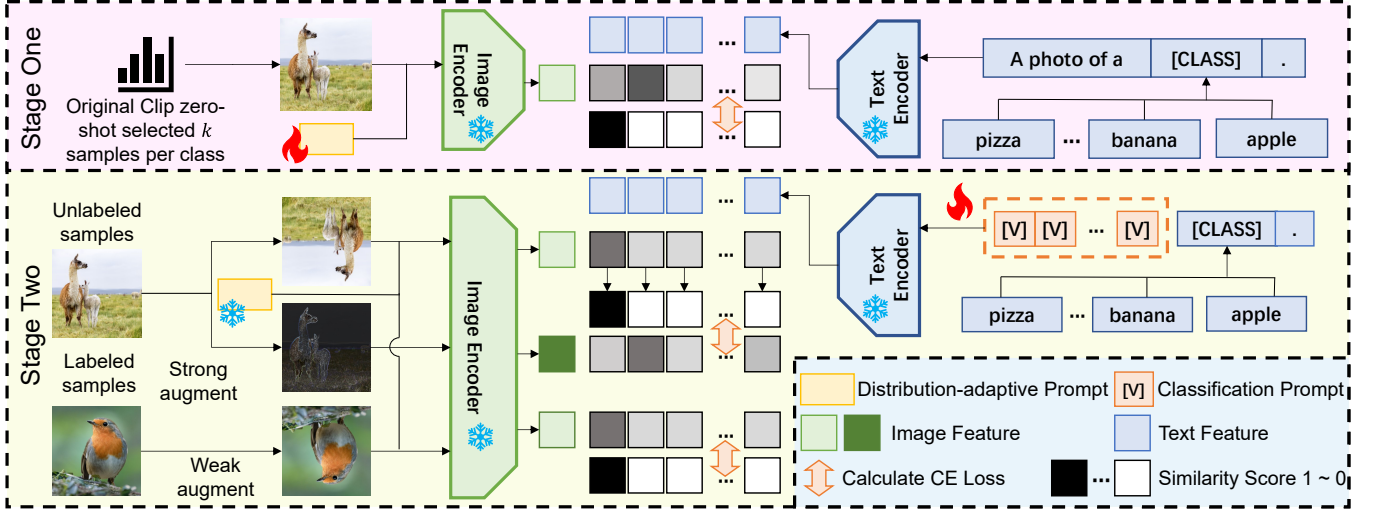 Stage One
Original Clip zero-
shot selected k
samples per class
Image
Encoder
...
...
...
Text
Encoder
A photo of a [CLASS] .
pizza ... banana apple
Stage Two
Unlabeled
samples
Labeled
samples
Strong
augment
Weak
augment
Image Encoder
...
...
...
...
...
...
Text
Encoder
[V] [V] ... [V] [CLASS] .
pizza ... banana apple
Distribution-adaptive Prompt
[V] Classification Prompt
Image Feature
Text Feature
Calculate CE Loss
... Similarity Score 1 ~ 0